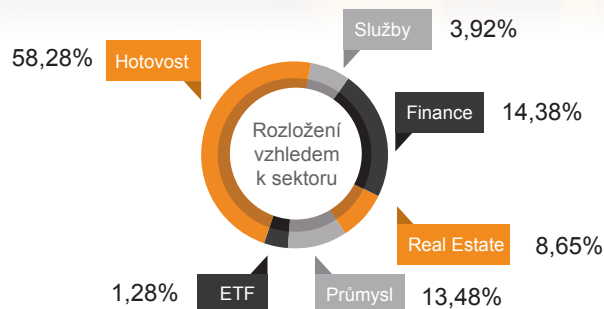 Služby 3,92%
58,28% Hotovost
Finance 14,38%
Rozložení
vzhledem
k sektoru
Real Estate 8,65%
1,28% ETF
Průmysl 13,48%